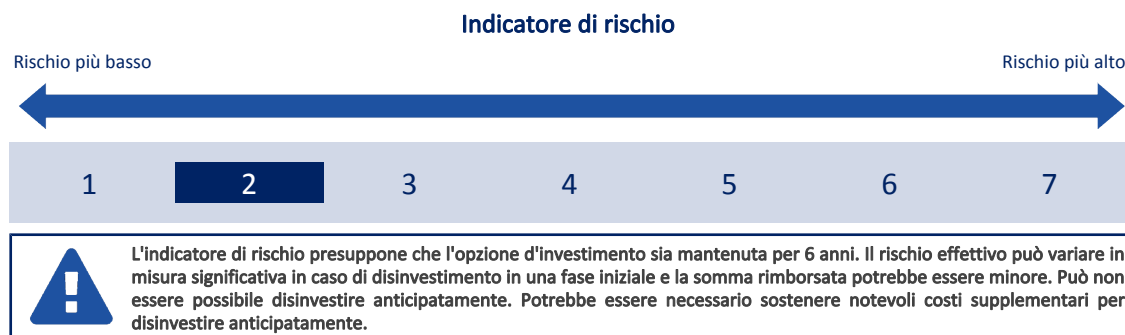 Indicatore di rischio
Rischio più basso
Rischio più alto
1 2 3 4 5 6 7
L'indicatore di rischio presuppone che l'opzione d'investimento sia mantenuta per 6 anni. Il rischio effettivo può variare in
misura significativa in caso di disinvestimento in una fase iniziale e la somma rimborsata potrebbe essere minore. Può non
essere possibile disinvestire anticipatamente. Potrebbe essere necessario sostenere notevoli costi supplementari per
disinvestire anticipatamente.